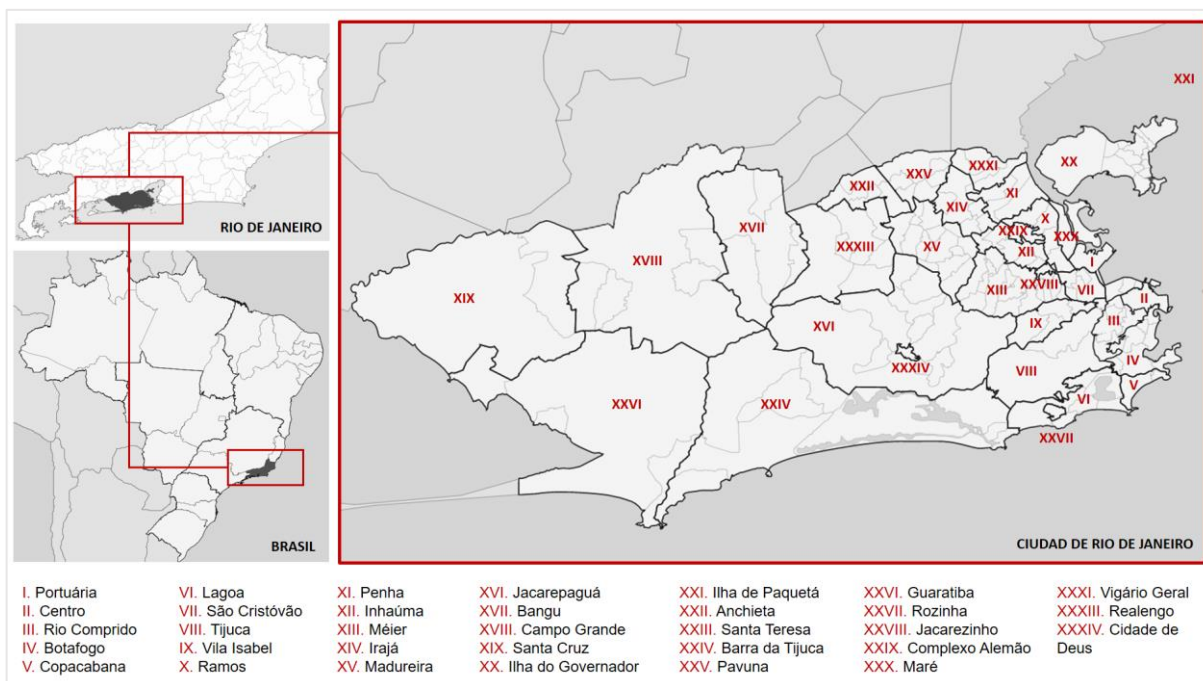 RIO DE JANEIRO
BRASIL
XXI
XX
XXXI
XXV
XXII
XI
XIV
X
XVII
XXIX
XXX
XXXIII
XV
XII
I
XVIII
XIII
XXVIII
VII
XIX
II
XVI
IX
III
XXXIV
VIII
IV
V
XXVI
XXIV
VI
XXVII
CIUDAD DE RIO DE JANEIRO
I. Portuária
II. Centro
III. Rio Comprido
IV. Botafogo
V. Copacabana
VI. Lagoa
VII. São Cristóvão
VIII. Tijuca
IX. Vila Isabel
X. Ramos
XI. Penha
XII. Inhaúma
XIII. Méier
XIV. Irajá
XV. Madureira
XVI. Jacarepaguá
XVII. Bangu
XVIII. Campo Grande
XIX. Santa Cruz
XX. Ilha do Governador
XXI. Ilha de Paquetá
XXII. Anchieta
XXIII. Santa Teresa
XXIV. Barra da Tijuca
XXV. Pavuna
XXVI. Guaratiba
XXVII. Rozinha
XXVIII. Jacarezinho
XXIX. Complexo Alemão
XXX. Maré
XXXI. Vigário Geral
XXXIII. Realengo
XXXIV. Cidade de
Deus